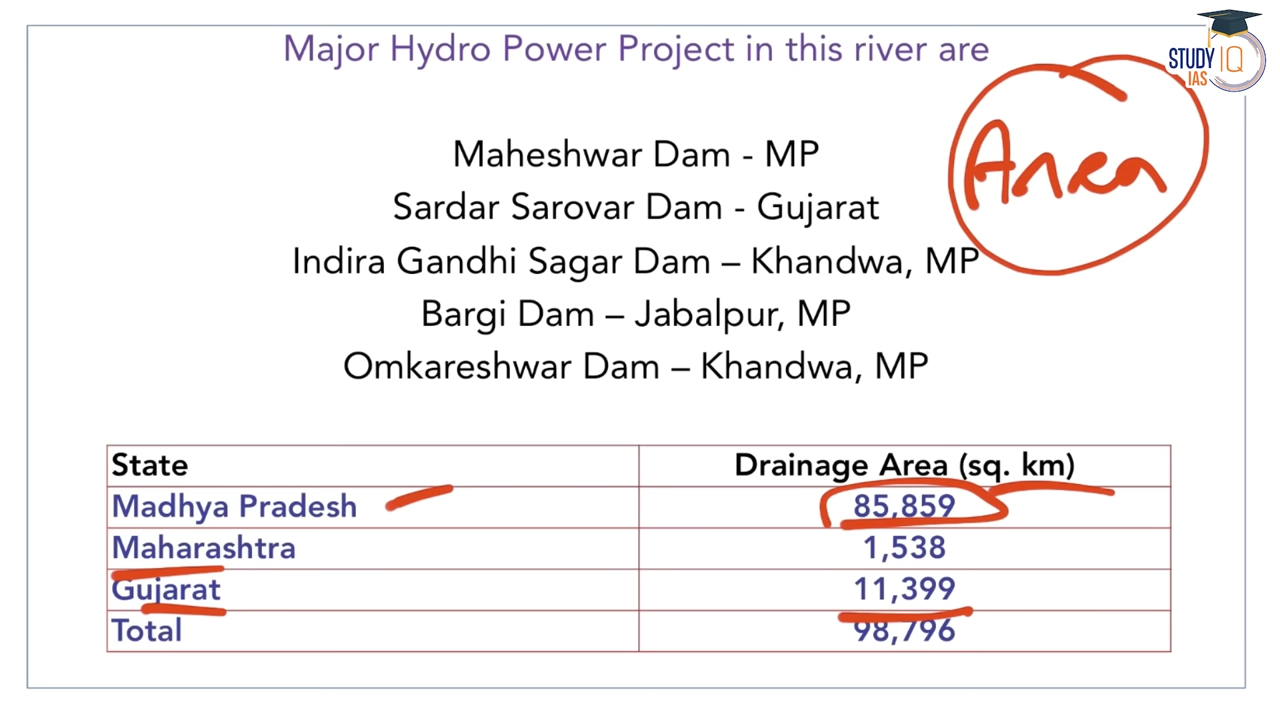 STUDY IQ
IAS
Major Hydro Power Project in this river are
Area
Maheshwar Dam - MP
Sardar Sarovar Dam - Gujarat
Indira Gandhi Sagar Dam – Khandwa, MP
Bargi Dam – Jabalpur, MP
Omkareshwar Dam – Khandwa, MP
State Drainage Area (sq. km)
Madhya Pradesh 85,859
Maharashtra 1,538
Gujarat 11,399
Total 98,796